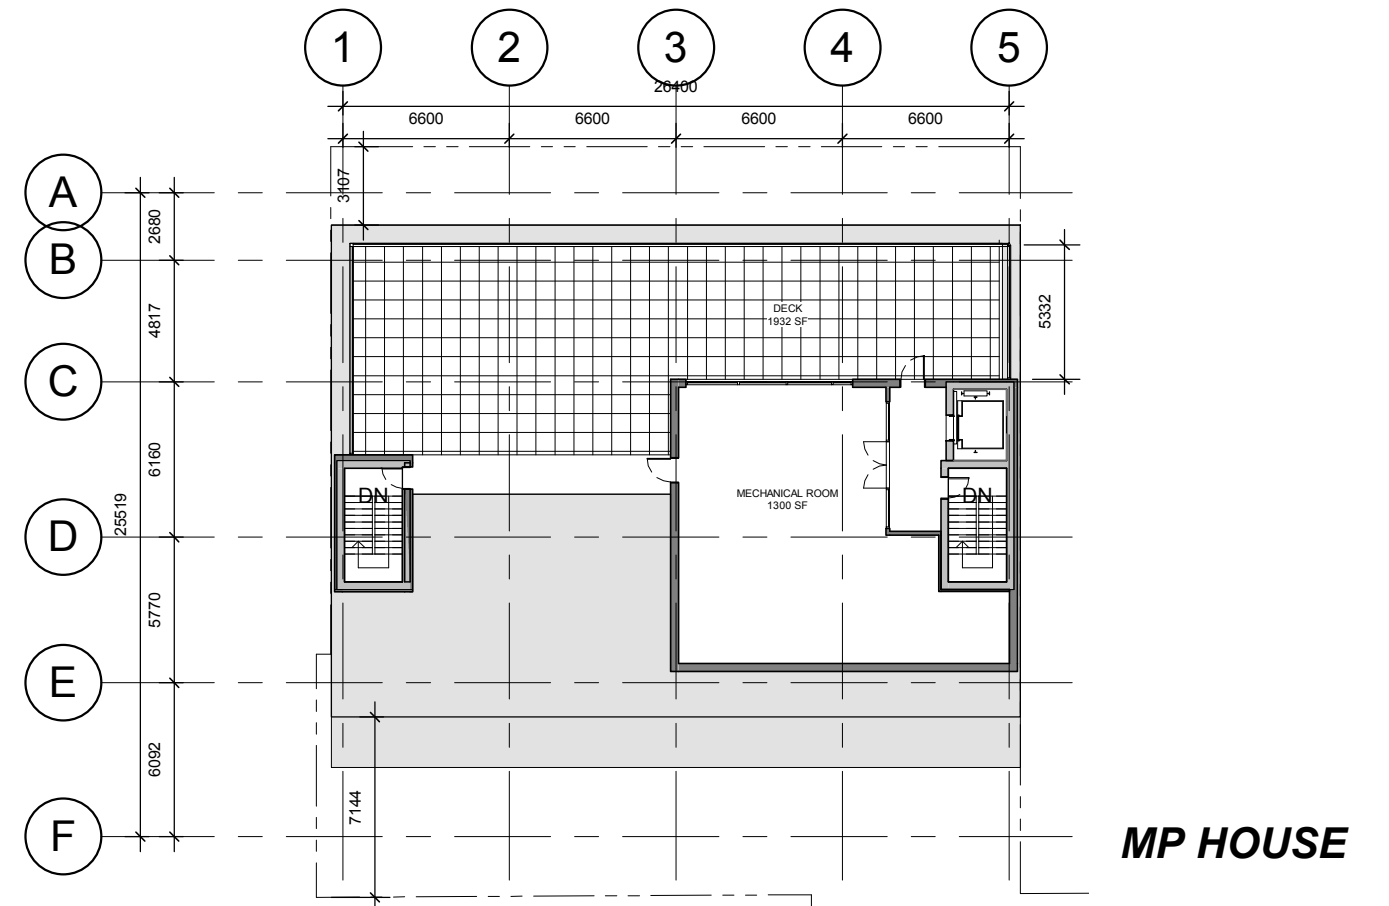 1 2 3 4 5
26400
6600 6600 6600 6600
A
3107
2680
B
4817
5332
DECK
1932 SF
C
6160
MECHANICAL ROOM
1300 SF
DN DN
25519
D
5770
E
6092
7144
F
MP HOUSE